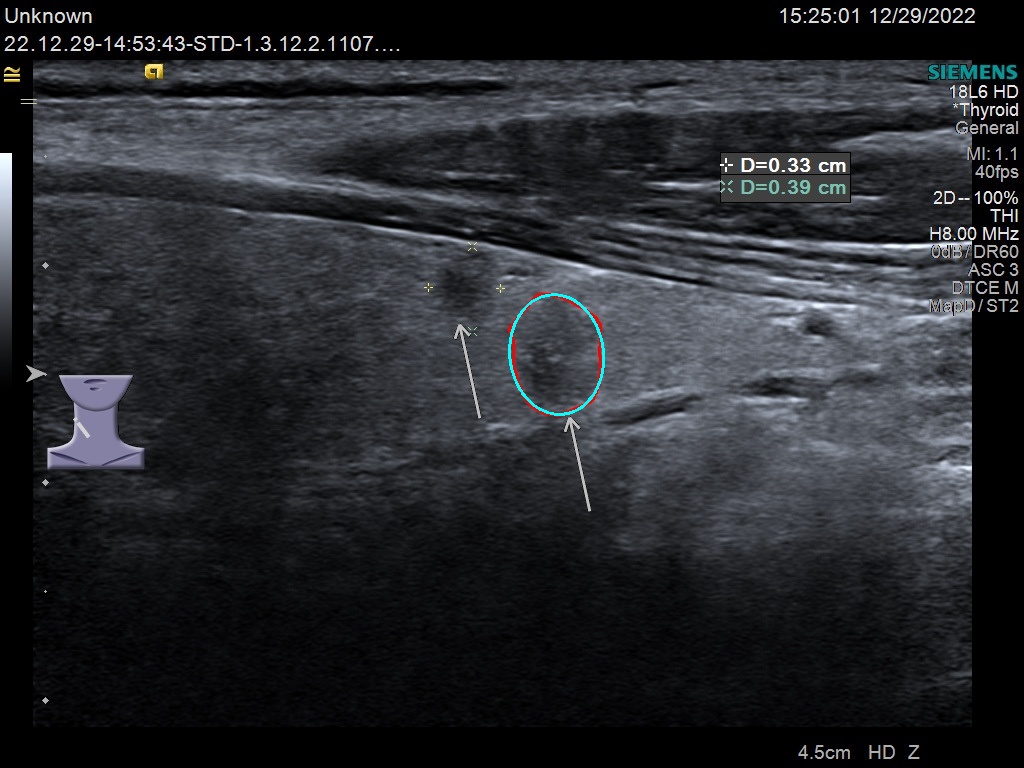 Unknown
15:25:01 12/29/2022
22.12.29-14:53:43-STD-1.3.12.2.1107....
SIEMENS
18L6 HD
*Thyroid
General
MI: 1.1
40fps
2D--100%
THI
H8.00 MHz
0dB/DR60
ASC 3
DTCE M
MapD/ST2
D=0.33 cm
D=0.39 cm
4.5cm HD Z